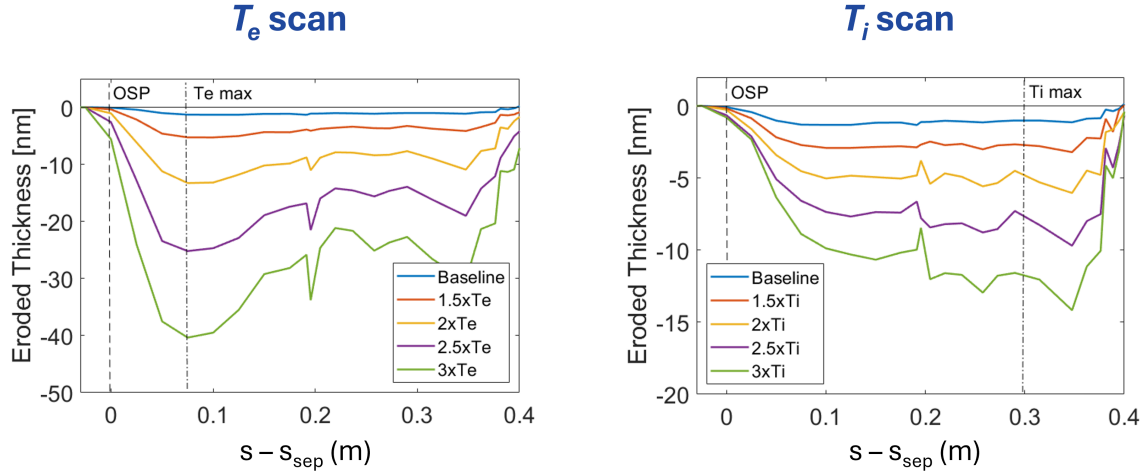 Te scan
OSP
Te max
0
-10
-20
-30
-40
-50
Eroded Thickness [nm]
Baseline
1.5xTe
2xTe
2.5xTe
3xTe
0
0.1
0.2
0.3
0.4
s – ssep (m)
Ti scan
OSP
Ti max
0
-5
-10
-15
-20
Eroded Thickness [nm]
Baseline
1.5xTi
2xTi
2.5xTi
3xTi
0
0.1
0.2
0.3
0.4
s – ssep (m)